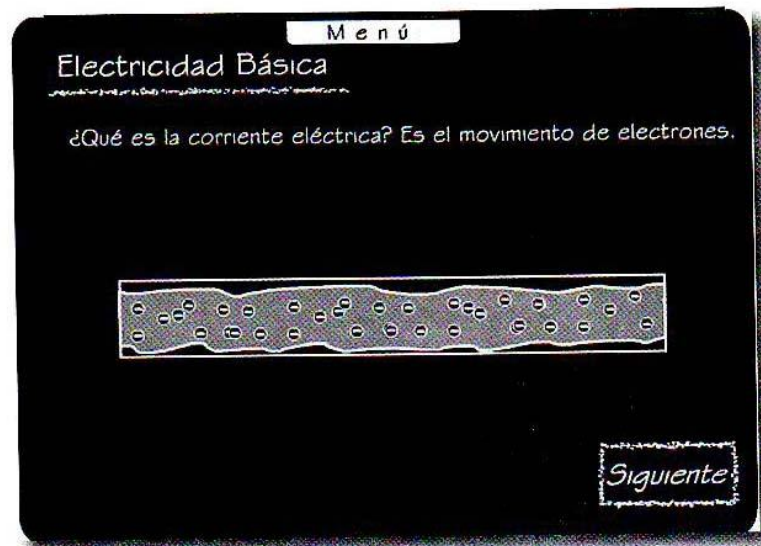 Menú
Electricidad Básica
¿Qué es la corriente eléctrica? Es el movimiento de electrones.
Siguiente